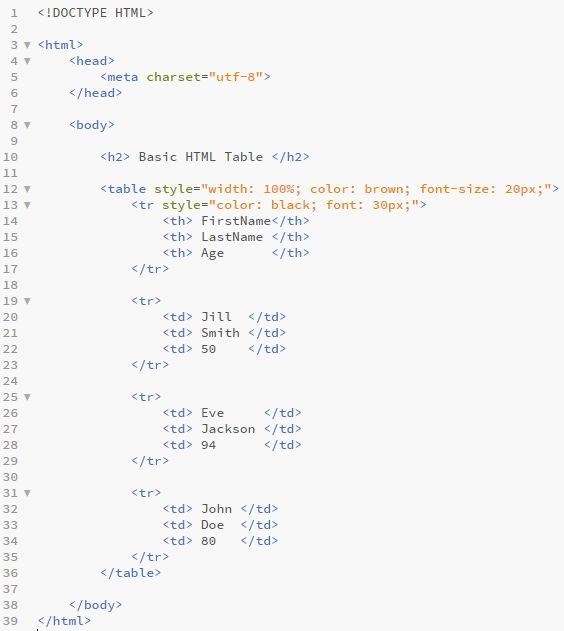 1 <!DOCTYPE HTML>
2
3 ▼ <html>
4 ▼     <head>
5           <meta charset="utf-8">
6       </head>
7
8 ▼     <body>
9
10          <h2> Basic HTML Table </h2>
11
12 ▼        <table style="width: 100%; color: brown; font-size: 20px;">
13 ▼            <tr style="color: black; font: 30px;">
14                  <th> FirstName</th>
15                  <th> LastName </th>
16                  <th> Age      </th>
17              </tr>
18
19 ▼            <tr>
20                  <td> Jill  </td>
21                  <td> Smith </td>
22                  <td> 50    </td>
23              </tr>
24
25 ▼            <tr>
26                  <td> Eve     </td>
27                  <td> Jackson </td>
28                  <td> 94      </td>
29              </tr>
30
31 ▼            <tr>
32                  <td> John </td>
33                  <td> Doe  </td>
34                  <td> 80   </td>
35              </tr>
36          </table>
37
38      </body>
39  </html>